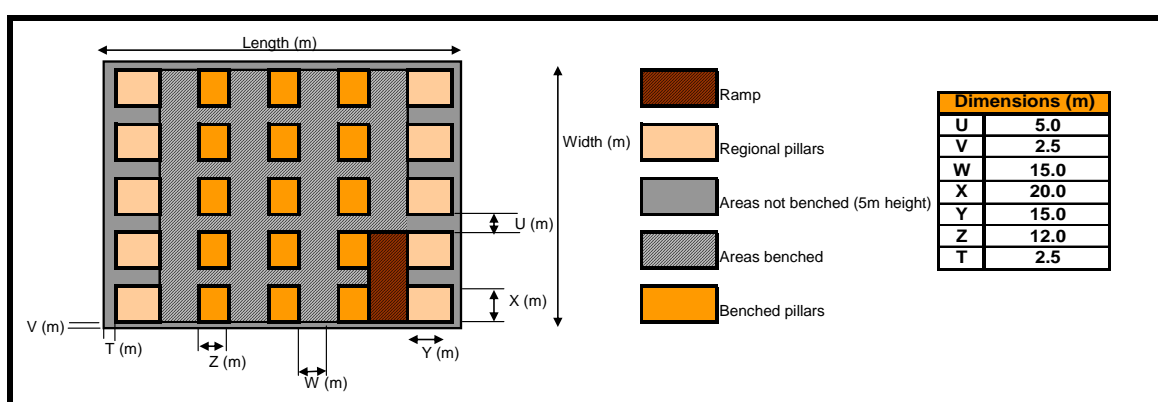 Length (m)
Width (m)
U (m)
X (m)
V (m)
T (m)
Z (m)
W (m)
Y (m)
Ramp
Regional pillars
Areas not benched (5m height)
Areas benched
Benched pillars
Dimensions (m)
U 5.0
V 2.5
W 15.0
X 20.0
Y 15.0
Z 12.0
T 2.5